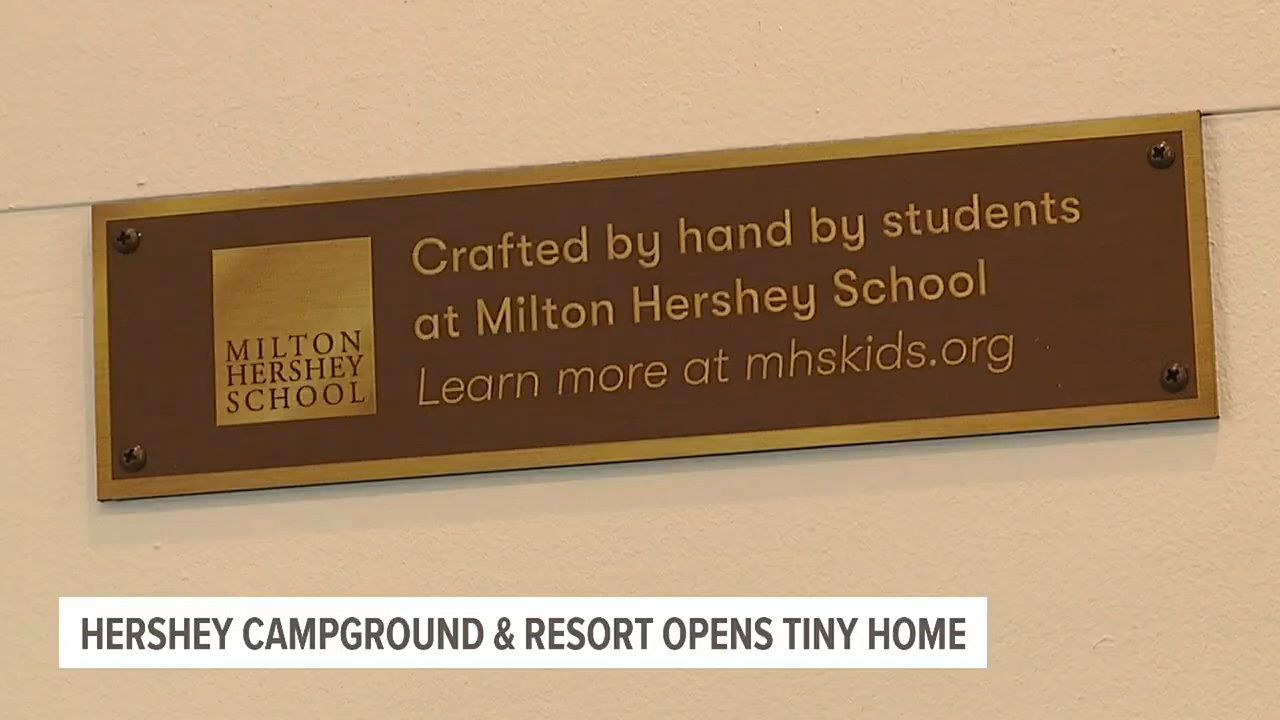 MILTON
HERSHEY
SCHOOL
Crafted by hand by students
at Milton Hershey School
Learn more at mhskids.org
HERSHEY CAMPGROUND & RESORT OPENS TINY HOME